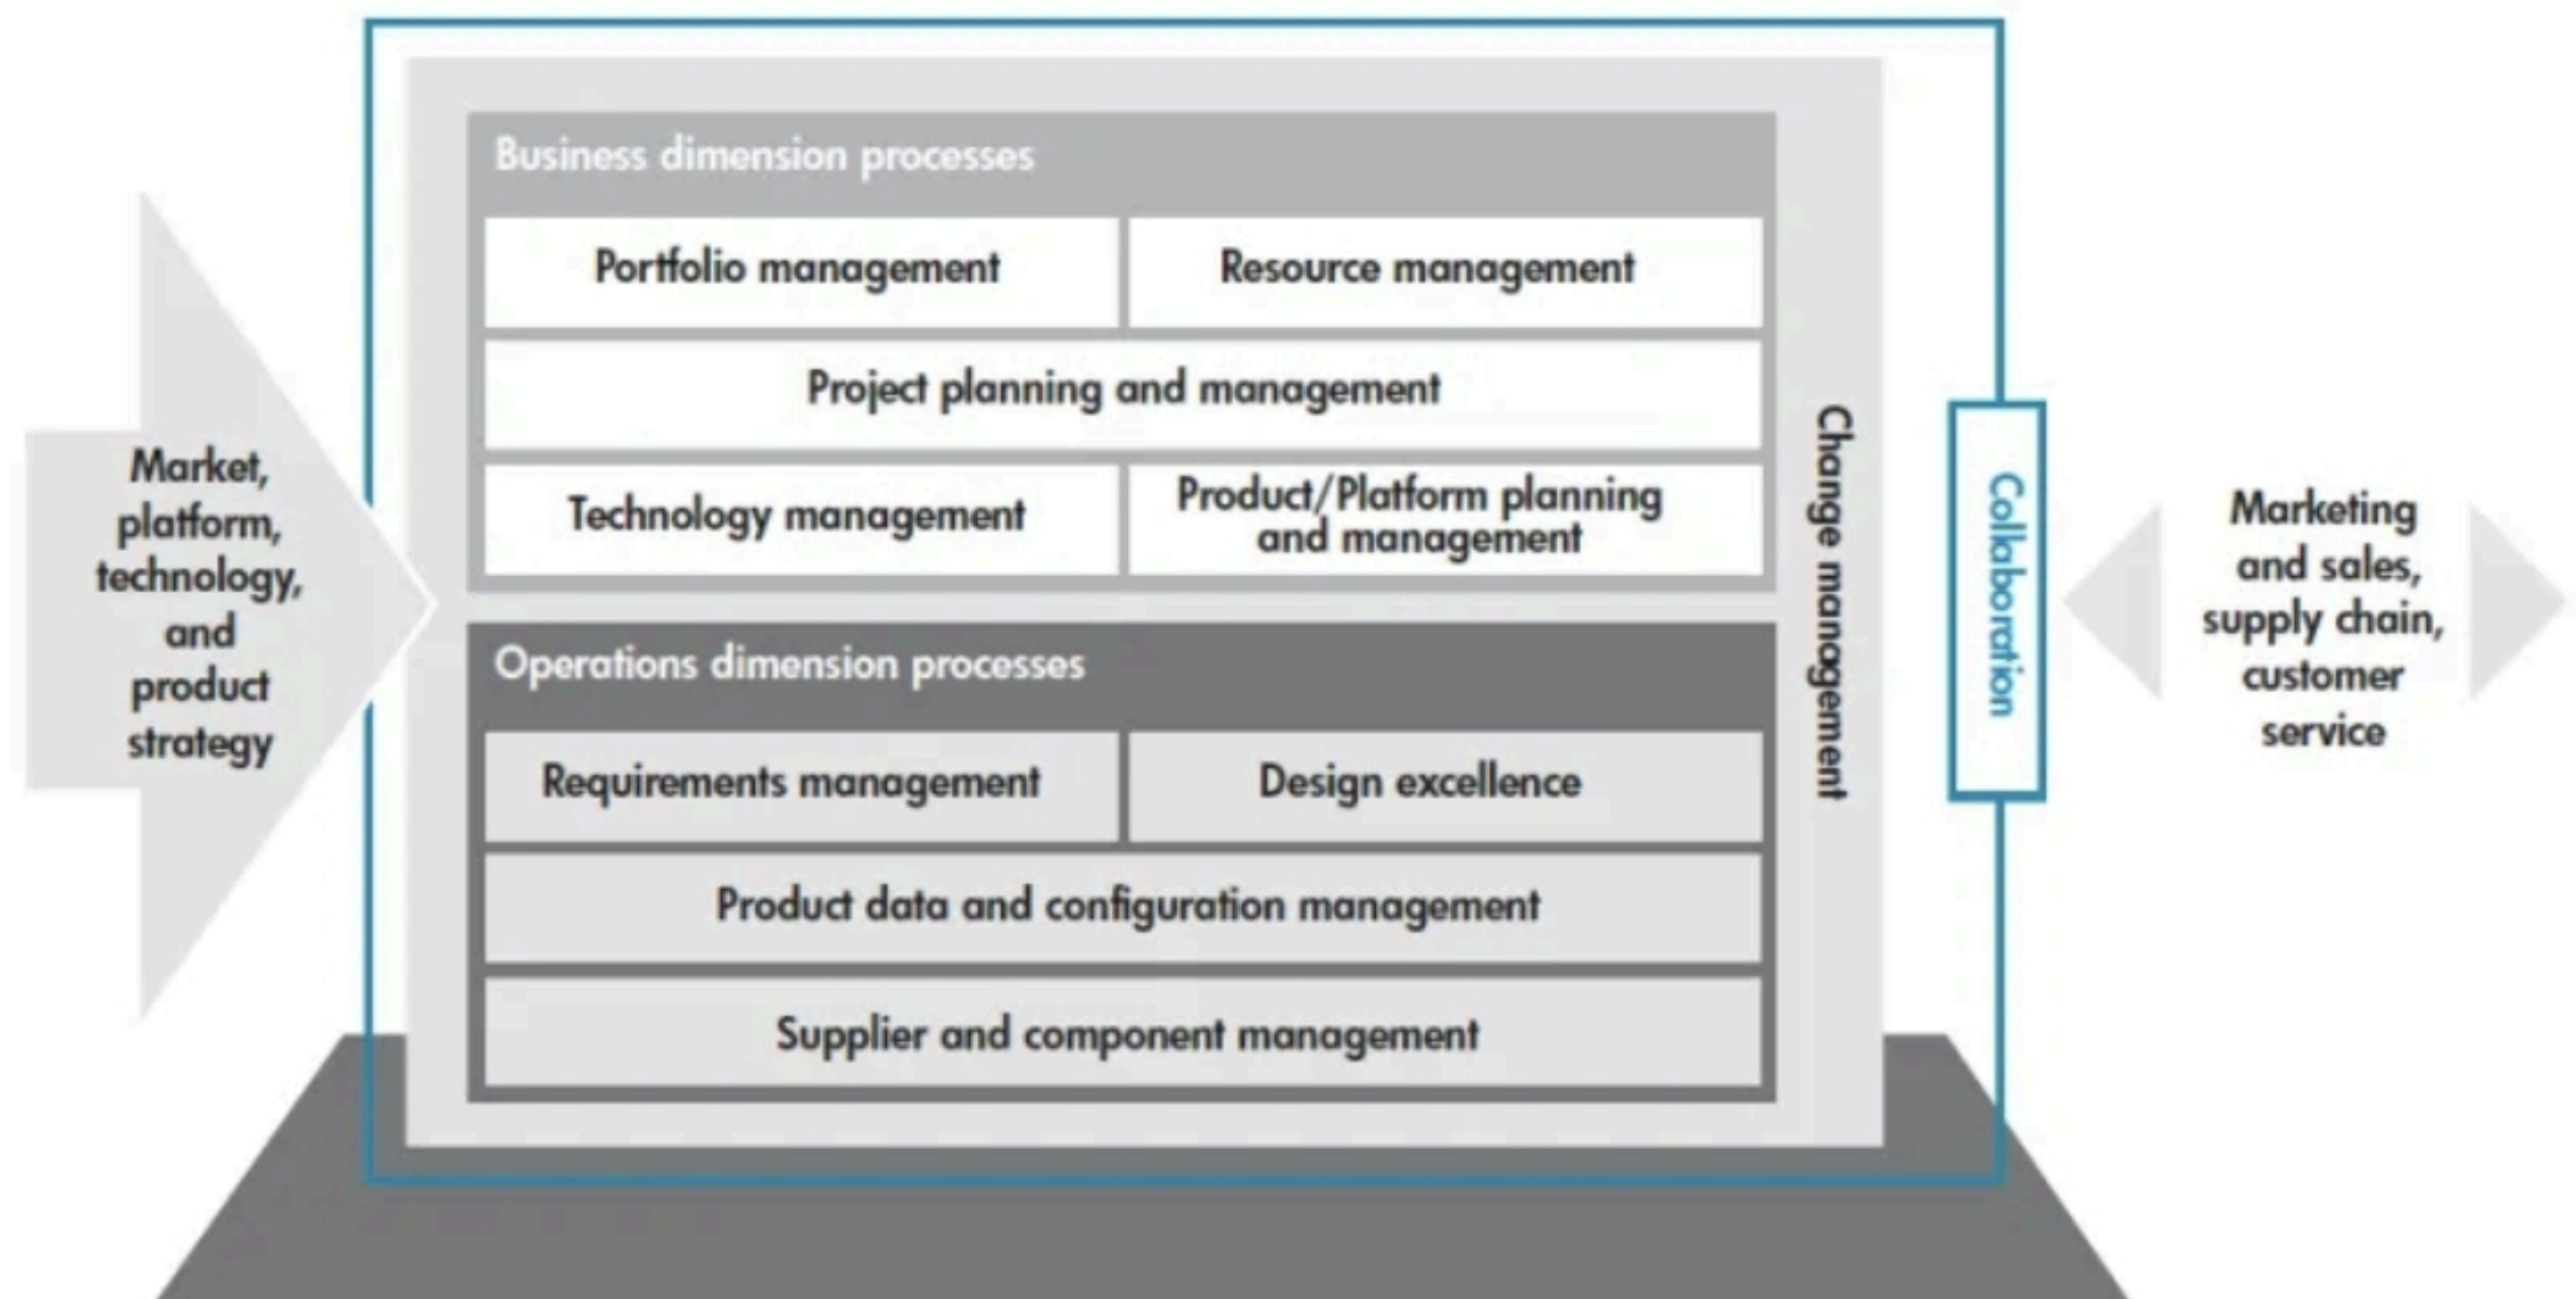 Market,
platform,
technology,
and
product
strategy
Business dimension processes
Portfolio management
Resource management
Project planning and management
Technology management
Product/Platform planning
and management
Operations dimension processes
Requirements management
Design excellence
Product data and configuration management
Supplier and component management
Change management
Collaboration
Marketing
and sales,
supply chain,
customer
service